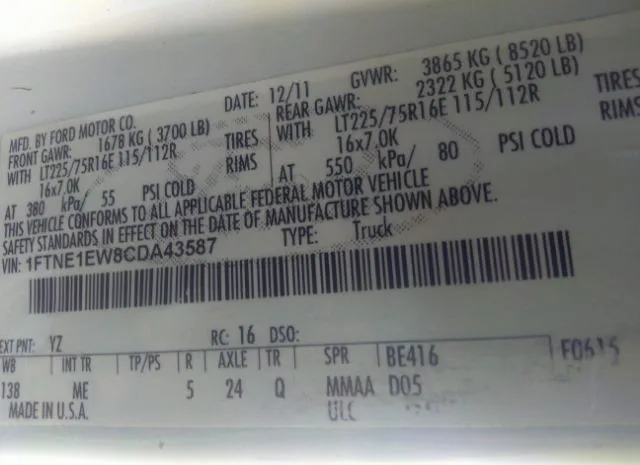 MFD. BY FORD MOTOR CO. DATE: 12/11 GVWR: 3865 KG ( 8520 LB)
FRONT GAWR: 1678 KG ( 3700 LB) REAR GAWR: 2322 KG ( 5120 LB)
WITH LT225/75R16E 115/112R TIRES WITH LT225/75R16E 115/112R TIRES
16x7.0K RIMS 16x7.0K RIMS
AT 380 kPa/ 55 PSI COLD AT 550 kPa/ 80 PSI COLD
THIS VEHICLE CONFORMS TO ALL APPLICABLE FEDERAL MOTOR VEHICLE
SAFETY STANDARDS IN EFFECT ON THE DATE OF MANUFACTURE SHOWN ABOVE.
VIN: 1FTNE1EW8CDA43587 TYPE: Truck
EXT PNT: YZ RC: 16 DSO:
WB INT TR TP/PS R AXLE TR SPR BE416
138 ME 5 24 Q MMAA D05
MADE IN U.S.A. ULC